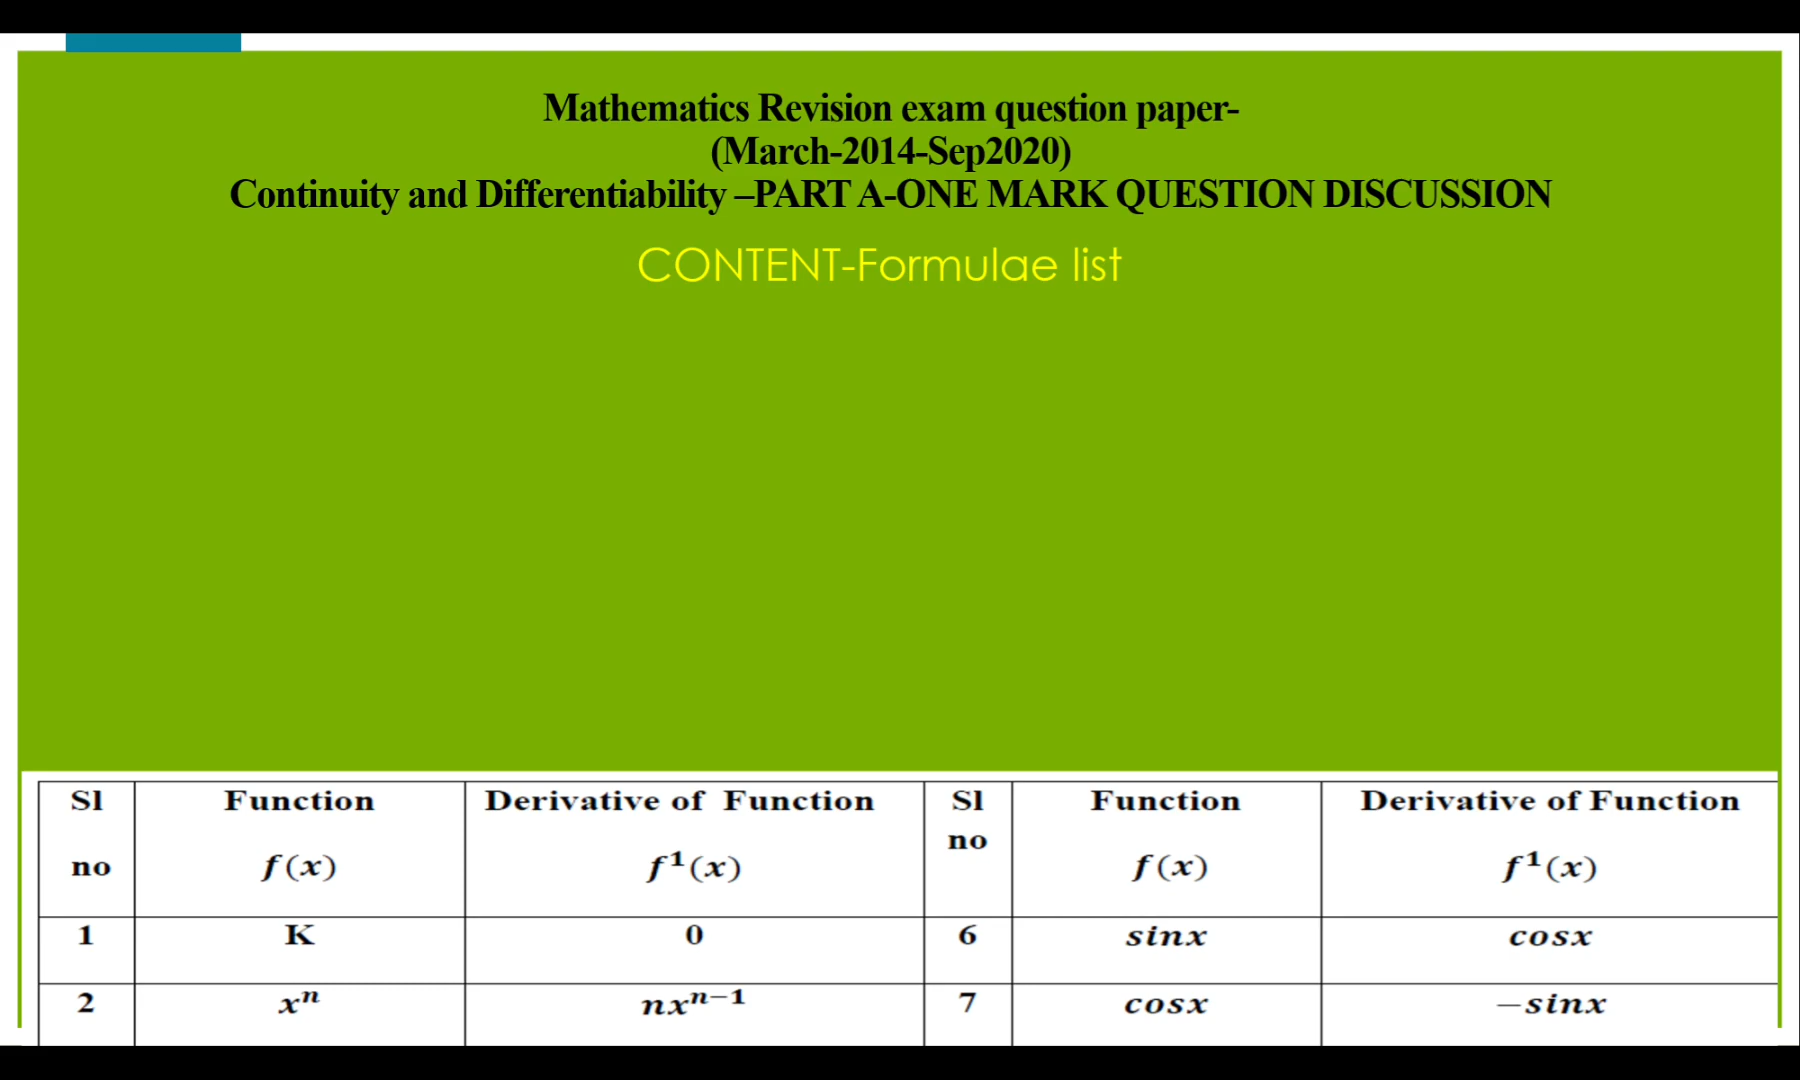 Mathematics Revision exam question paper-
(March-2014-Sep2020)
Continuity and Differentiability –PART A-ONE MARK QUESTION DISCUSSION
CONTENT-Formulae list
Sl no Function f(x) Derivative of Function f¹(x) Sl no Function f(x) Derivative of Function f¹(x)
1 K 0 6 sinx cosx
2 xⁿ nxⁿ⁻¹ 7 cosx −sinx